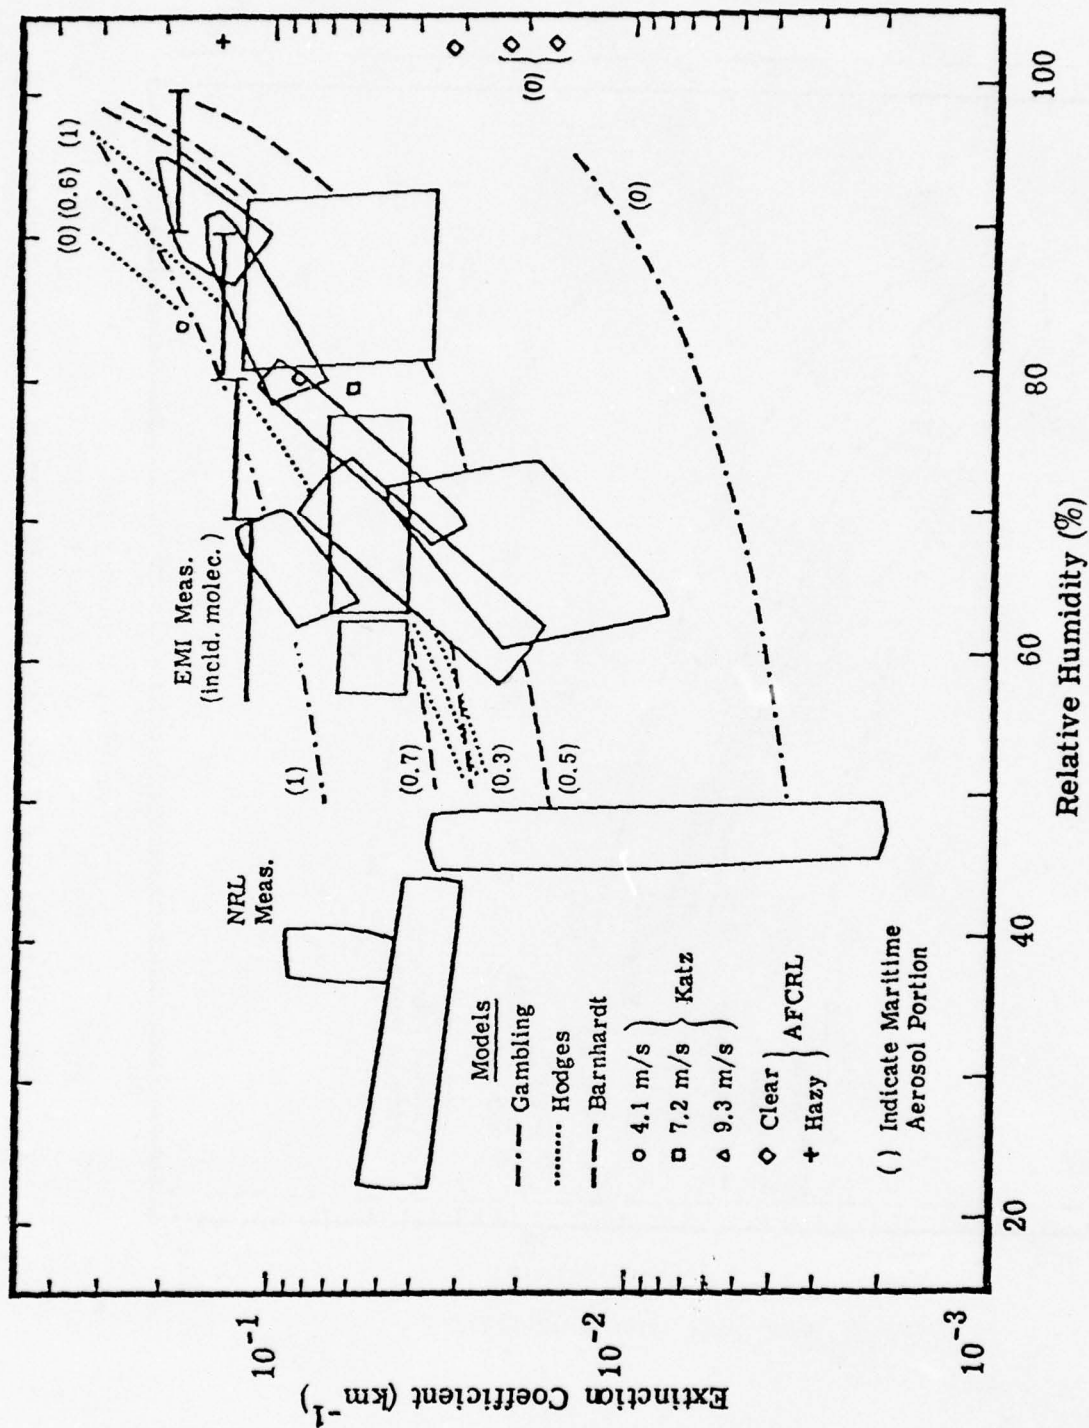 Extinction Coefficient (km⁻¹)
10⁻¹
10⁻²
10⁻³
Relative Humidity (%)
20
40
60
80
100
NRL
Meas.
EMI Meas.
(incld. molec.)
(0) (0.6) (1)
(1)
(0.7)
(0.3)
(0.5)
(0)
(0)
Models
Gambling
Hodges
Barnhardt
4.1 m/s
7.2 m/s
9.3 m/s
Katz
Clear
Hazy
AFCRL
( ) Indicate Maritime
Aerosol Portion